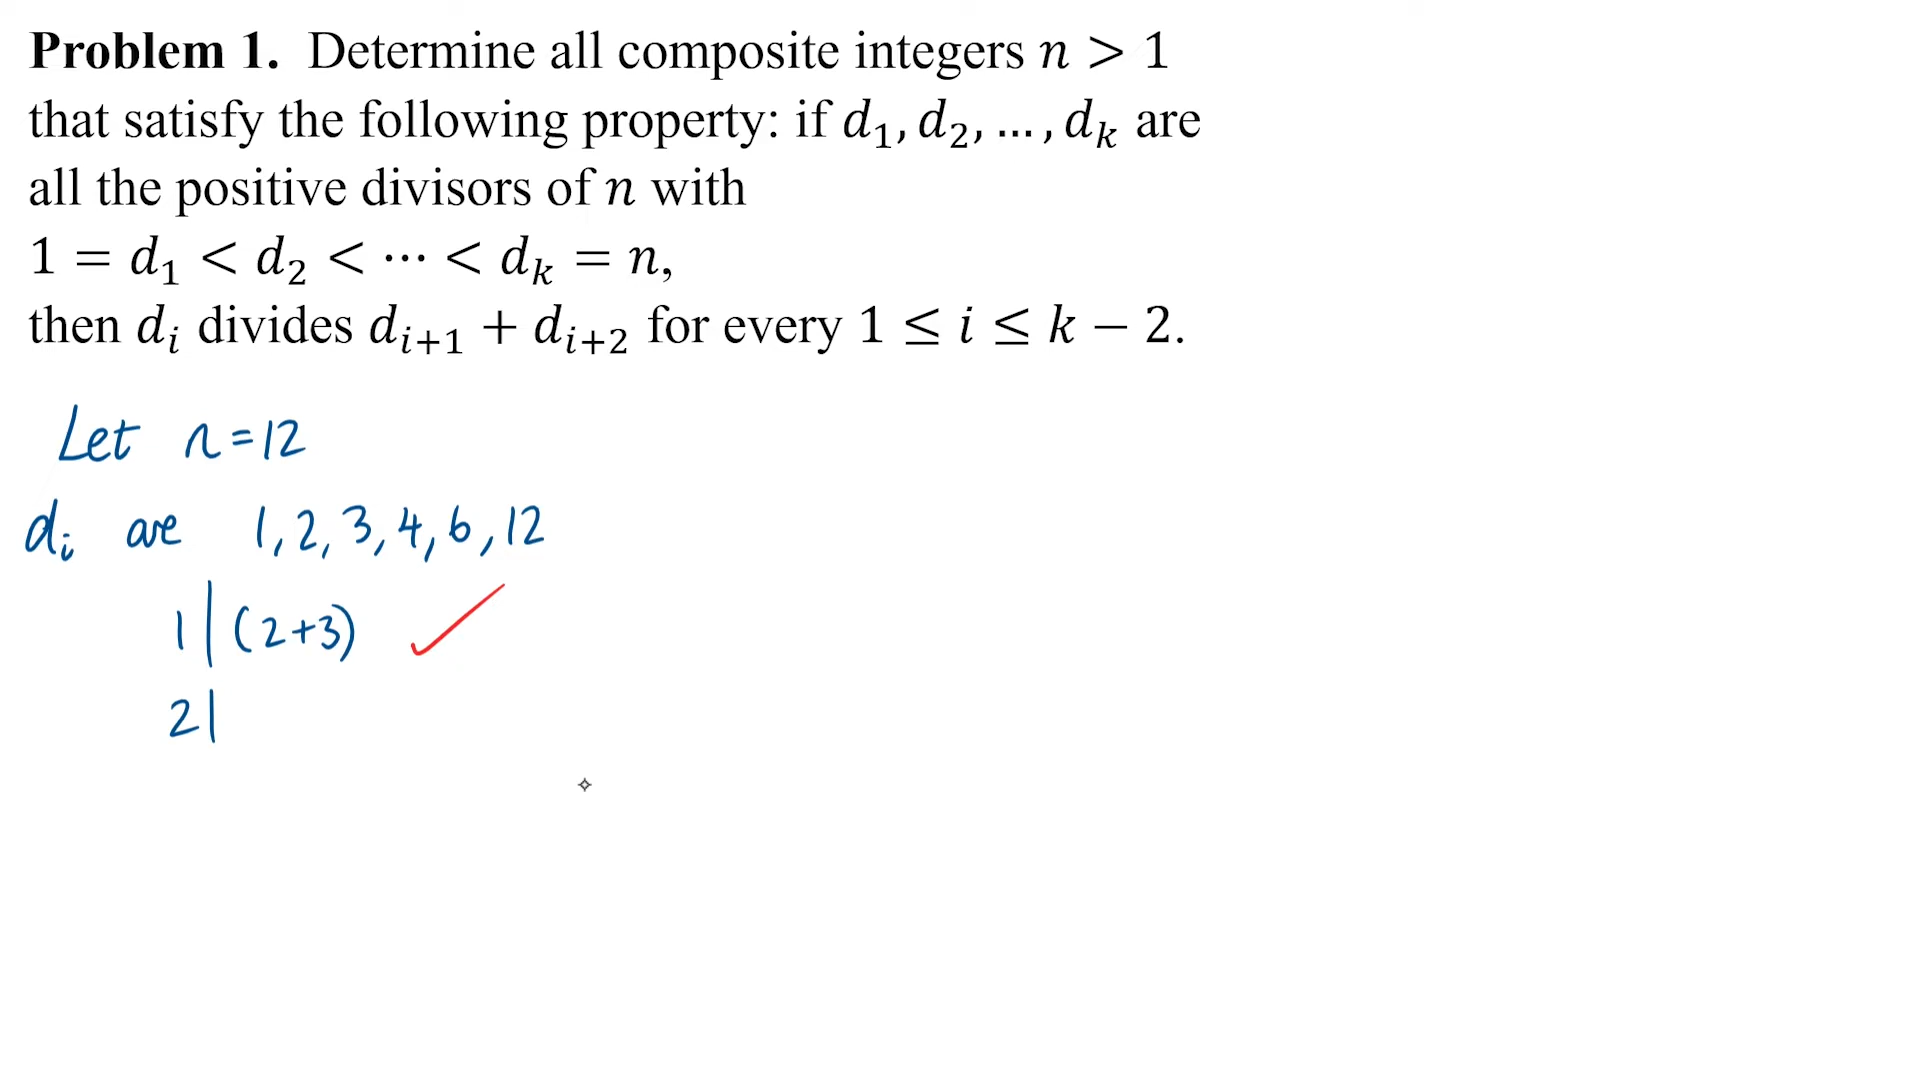 Problem 1. Determine all composite integers n > 1
that satisfy the following property: if d₁, d₂, ..., dₖ are
all the positive divisors of n with
1 = d₁ < d₂ < ⋯ < dₖ = n,
then dᵢ divides dᵢ₊₁ + dᵢ₊₂ for every 1 ≤ i ≤ k − 2.
Let n=12
dᵢ are 1,2,3,4,6,12
1|(2+3) ✓
2|